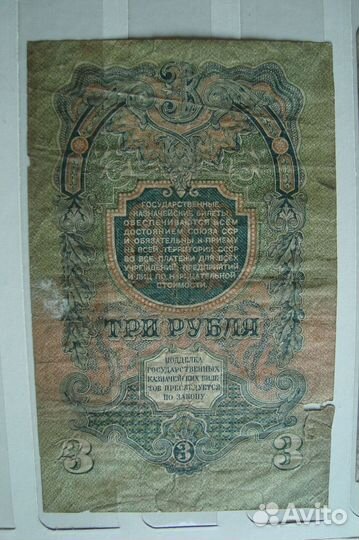 3
ГОСУДАРСТВЕННЫЕ
КАЗНАЧЕЙСКИЕ БИЛЕТЫ
ОБЕСПЕЧИВАЮТСЯ ВСЕМ
ДОСТОЯНИЕМ СОЮЗА ССР
И ОБЯЗАТЕЛЬНЫ К ПРИЕМУ
НА ВСЕЙ ТЕРРИТОРИИ СССР
ВО ВСЕ ПЛАТЕЖИ ДЛЯ ВСЕХ
УЧРЕЖДЕНИЙ, ПРЕДПРИЯТИЙ
И ЛИЦ ПО НАРИЦАТЕЛЬНОЙ
СТОИМОСТИ.
ТРИ РУБЛЯ
ПОДДЕЛКА
ГОСУДАРСТВЕННЫХ
КАЗНАЧЕЙСКИХ БИЛЕ
ТОВ ПРЕСЛЕДУЕТСЯ
ПО ЗАКОНУ
3 3 3
Avito